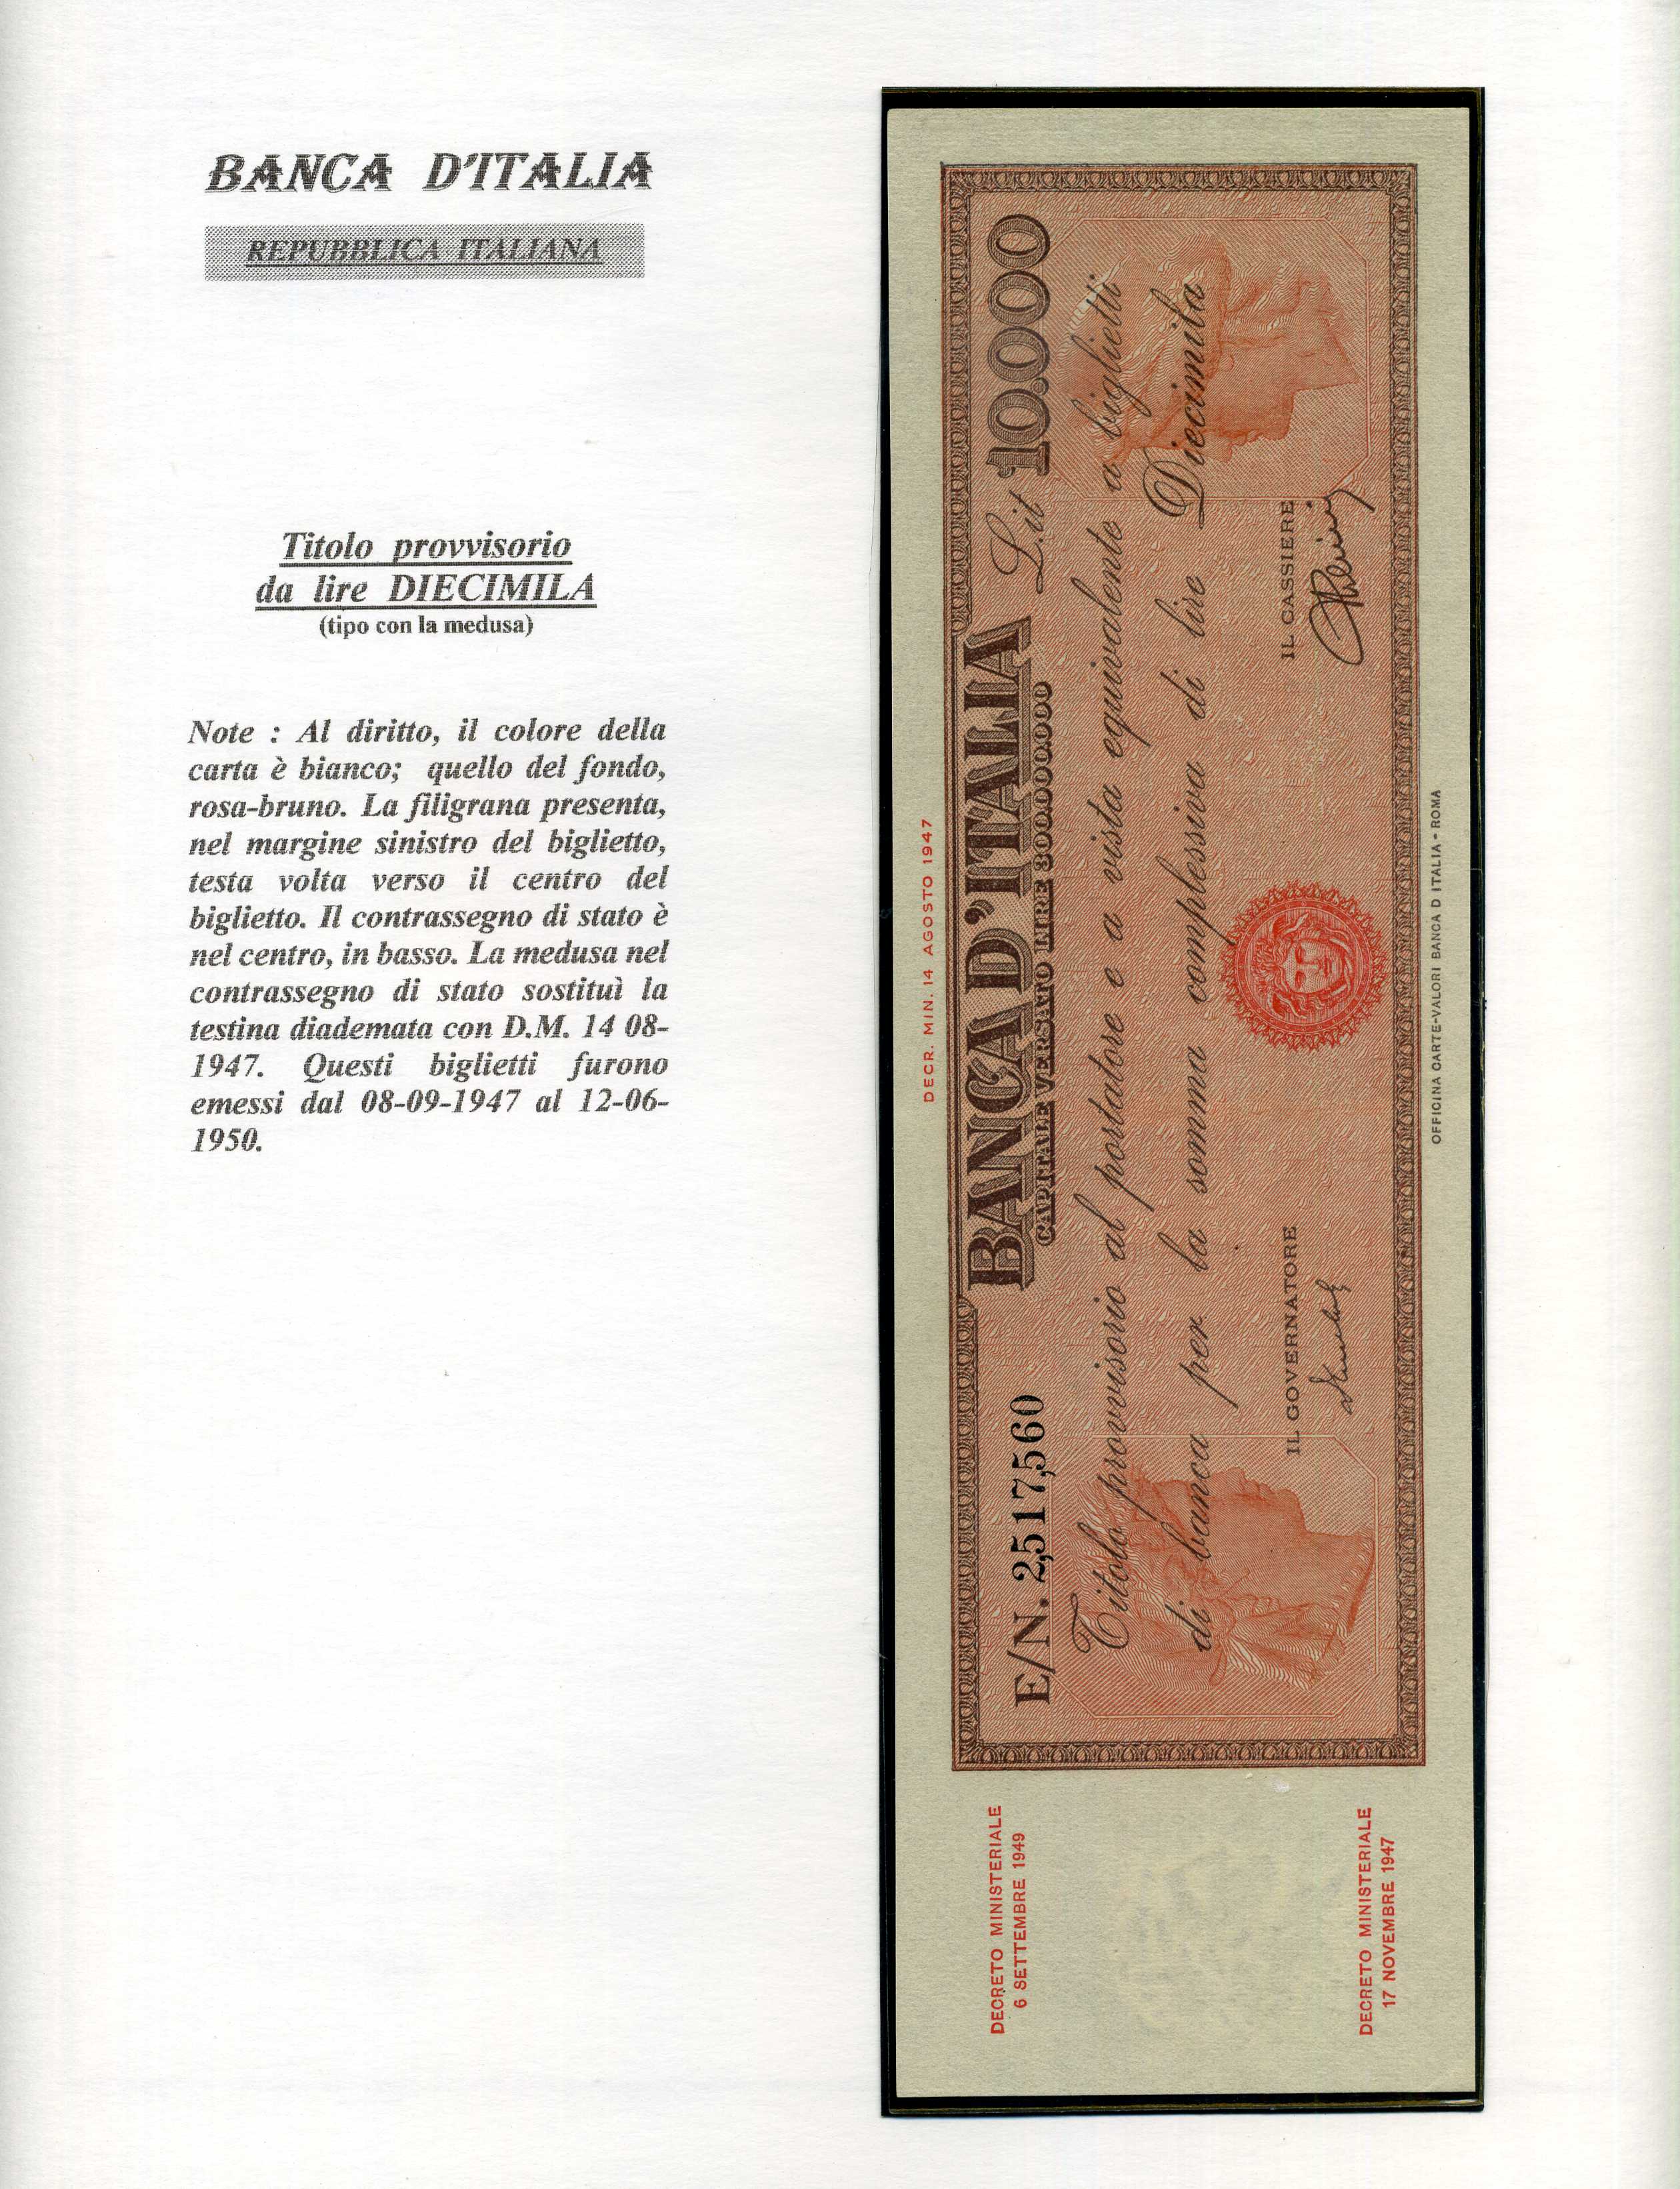 BANCA D'ITALIA
REPUBBLICA ITALIANA
Titolo provvisorio
da lire DIECIMILA
(tipo con la medusa)
Note : Al diritto, il colore della
carta è bianco; quello del fondo,
rosa-bruno. La filigrana presenta,
nel margine sinistro del biglietto,
testa volta verso il centro del
biglietto. Il contrassegno di stato è
nel centro, in basso. La medusa nel
contrassegno di stato sostituì la
testina diademata con D.M. 14 08-
1947. Questi biglietti furono
emessi dal 08-09-1947 al 12-06-
1950.
DECR. MIN. 14 AGOSTO 1947
BANCA D'ITALIA
CAPITALE VERSATO LIRE 300.000.000
E/N. 2,517,560
Lit 10.000
Titolo provvisorio al portatore e a vista equivalente a biglietti
di banca per la somma complessiva di lire Diecimila
IL GOVERNATORE
IL CASSIERE
OFFICINA CARTE-VALORI BANCA D ITALIA - ROMA
DECRETO MINISTERIALE
6 SETTEMBRE 1949
DECRETO MINISTERIALE
17 NOVEMBRE 1947